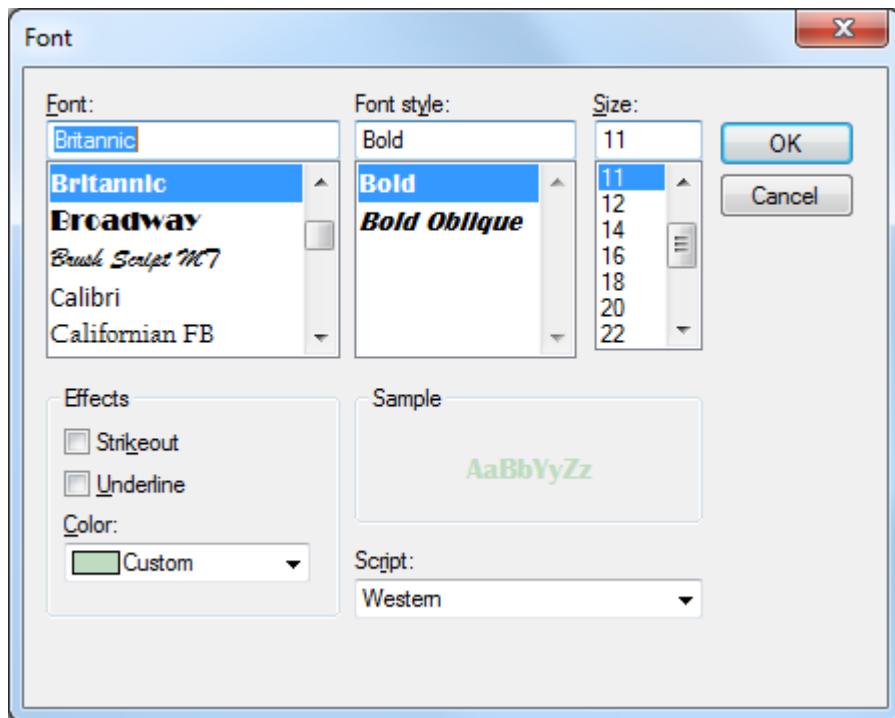 Font
Font:
Font style:
Size:
Britannic
Bold
11
OK
Cancel
Britannic
Broadway
Brush Script MT
Calibri
Californian FB
Bold
Bold Oblique
11
12
14
16
18
20
22
Effects
Strikeout
Underline
Color:
Custom
Sample
AaBbYyZz
Script:
Western